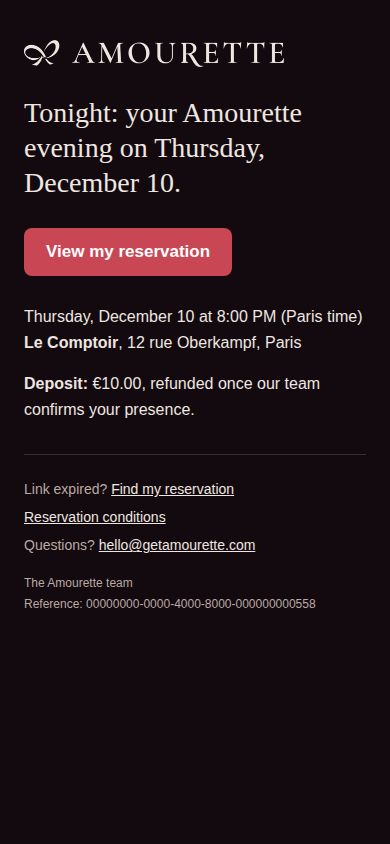 AMOURETTE
Tonight: your Amourette
evening on Thursday,
December 10.
View my reservation
Thursday, December 10 at 8:00 PM (Paris time)
Le Comptoir, 12 rue Oberkampf, Paris
Deposit: €10.00, refunded once our team
confirms your presence.
Link expired? Find my reservation
Reservation conditions
Questions? hello@getamourette.com
The Amourette team
Reference: 00000000-0000-4000-8000-000000000558